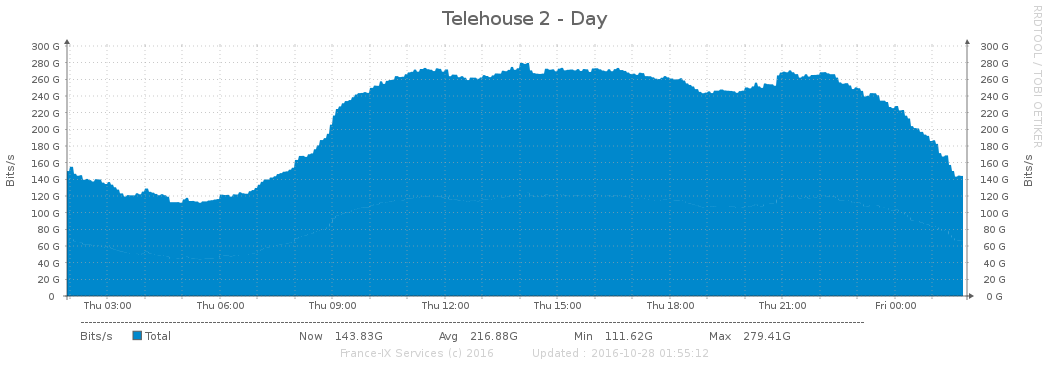 Telehouse 2 - Day
RRDTOOL / TOBI OETIKER
Bits/s
300 G 300 G
280 G 280 G
260 G 260 G
240 G 240 G
220 G 220 G
200 G 200 G
180 G 180 G
160 G 160 G
140 G 140 G
120 G 120 G
100 G 100 G
80 G 80 G
60 G 60 G
40 G 40 G
20 G 20 G
0 0 G
Bits/s
Thu 03:00 Thu 06:00 Thu 09:00 Thu 12:00 Thu 15:00 Thu 18:00 Thu 21:00 Fri 00:00
Bits/s Total Now 143.83G Avg 216.88G Min 111.62G Max 279.41G
France-IX Services (c) 2016 Updated : 2016-10-28 01:55:12